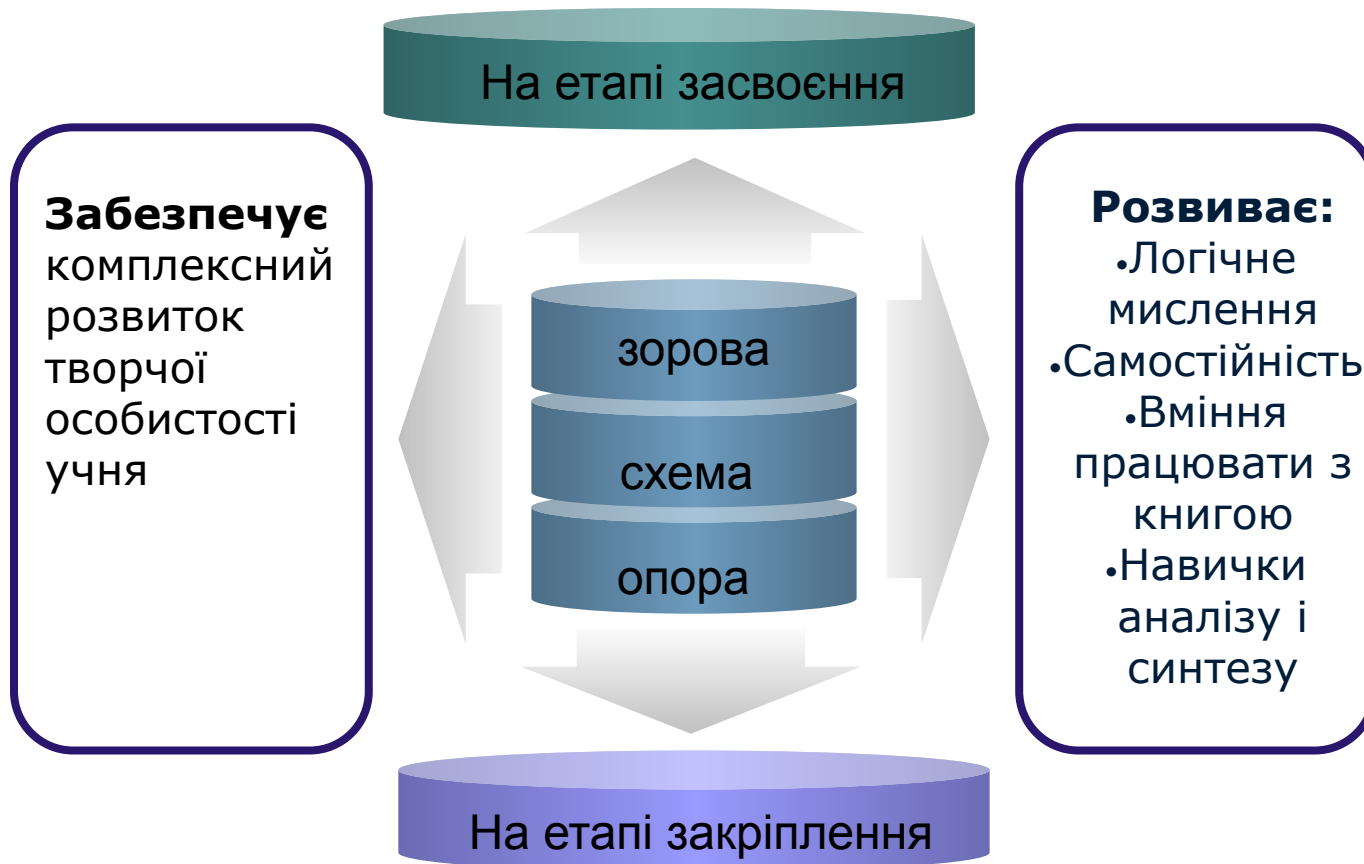 На етапі засвоєння
Забезпечує
комплексний
розвиток
творчої
особистості
учня
зорова
схема
опора
Розвиває:
•Логічне
мислення
•Самостійність
•Вміння
працювати з
книгою
•Навички
аналізу і
синтезу
На етапі закріплення